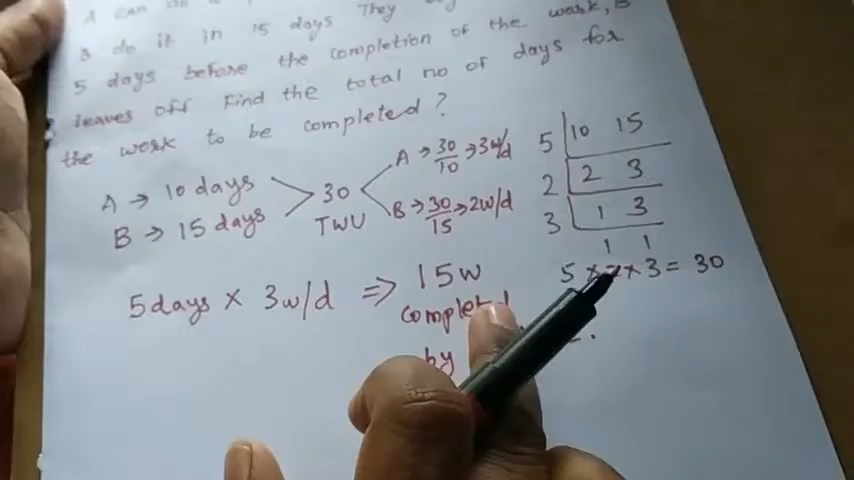 A can do
B do it in 15 days They
5 days before the completion of the work, B
leaves off Find the total no of days for
the work to be completed ?
A → 10 days
B → 15 days
30
TWU
A → 30/10 → 3w/d
B → 30/15 → 2w/d
5 | 10 15
2 | 2 3
3 | 1 3
1 1
5 × 2 × 3 = 30
5days × 3w/d ⇒ 15w
completed
by